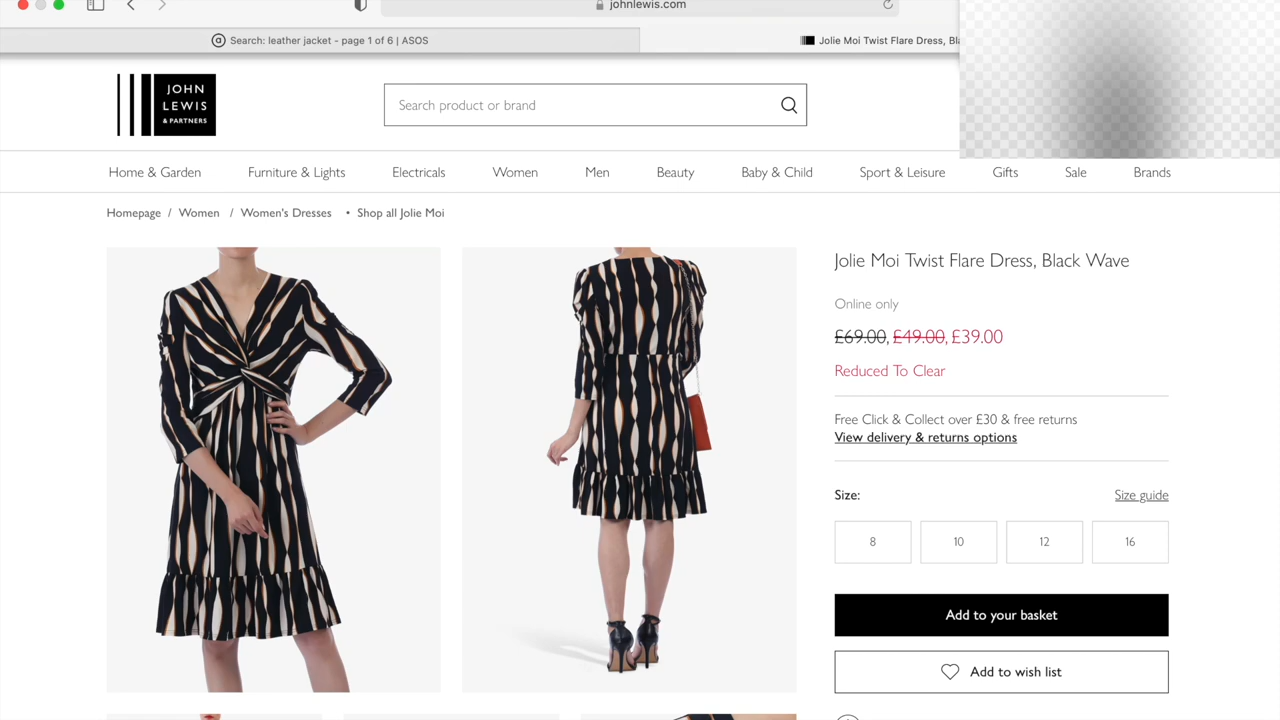 johnlewis.com
Search: leather jacket - page 1 of 6 | ASOS
Jolie Moi Twist Flare Dress,
JOHN
LEWIS
& PARTNERS
Search product or brand
Home & Garden
Furniture & Lights
Electricals
Women
Men
Beauty
Baby & Child
Sport & Leisure
Gifts
Sale
Brands
Homepage / Women / Women's Dresses • Shop all Jolie Moi
Jolie Moi Twist Flare Dress, Black Wave
Online only
£69.00, £49.00, £39.00
Reduced To Clear
Free Click & Collect over £30 & free returns
View delivery & returns options
Size:
Size guide
8
10
12
16
Add to your basket
Add to wish list